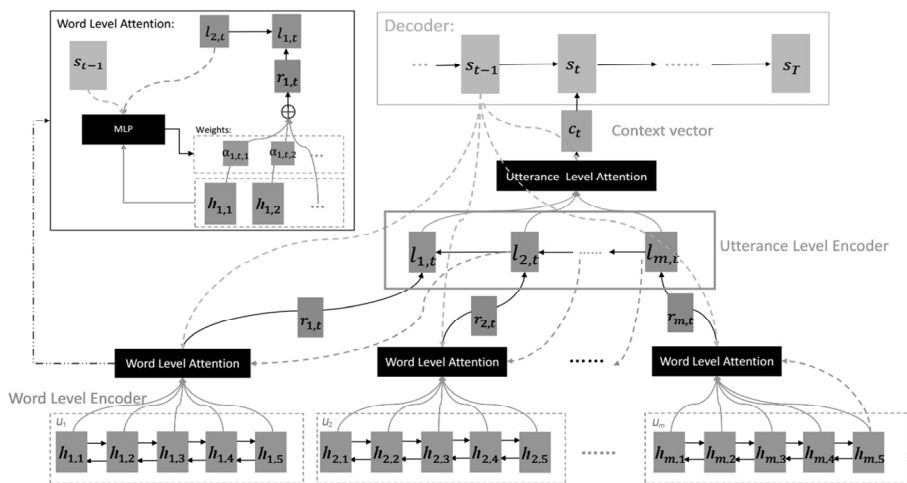 Word Level Attention:
l2,t
l1,t
st−1
r1,t
⊕
MLP
Weights:
α1,t,1
α1,t,2
...
h1,1
h1,2
...
Decoder:
......
st−1
st
......
sT
ct
Context vector
Utterance Level Attention
l1,t
l2,t
......
lm,t
Utterance Level Encoder
r1,t
r2,t
rm,t
Word Level Attention
Word Level Attention
......
Word Level Attention
Word Level Encoder
u1
h1,1
h1,2
h1,3
h1,4
h1,5
u2
h2,1
h2,2
h2,3
h2,4
h2,5
......
um
hm,1
hm,2
hm,3
hm,4
hm,5